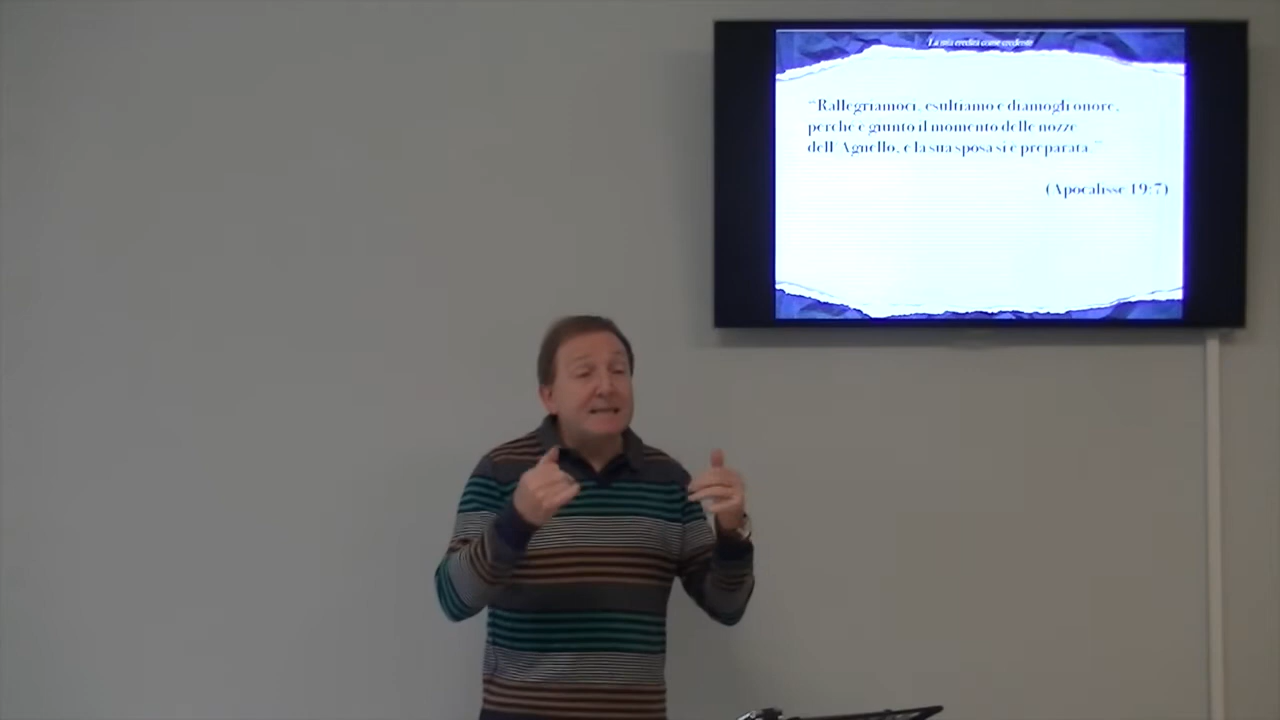 La mia eredità come credente
“Rallegriamoci, esultiamo e diamogli onore,
perché è giunto il momento delle nozze
dell'Agnello, e la sua sposa si è preparata.”
(Apocalisse 19:7)